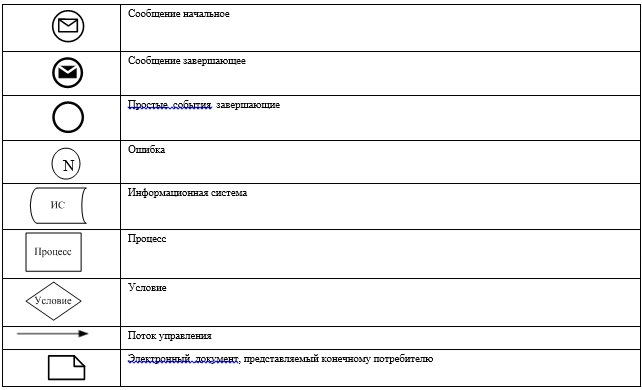 Сообщение начальное
Сообщение завершающее
Простые события завершающие
N
Ошибка
ИС
Информационная система
Процесс
Процесс
Условие
Условие
Поток управления
Электронный документ, представляемый конечному потребителю